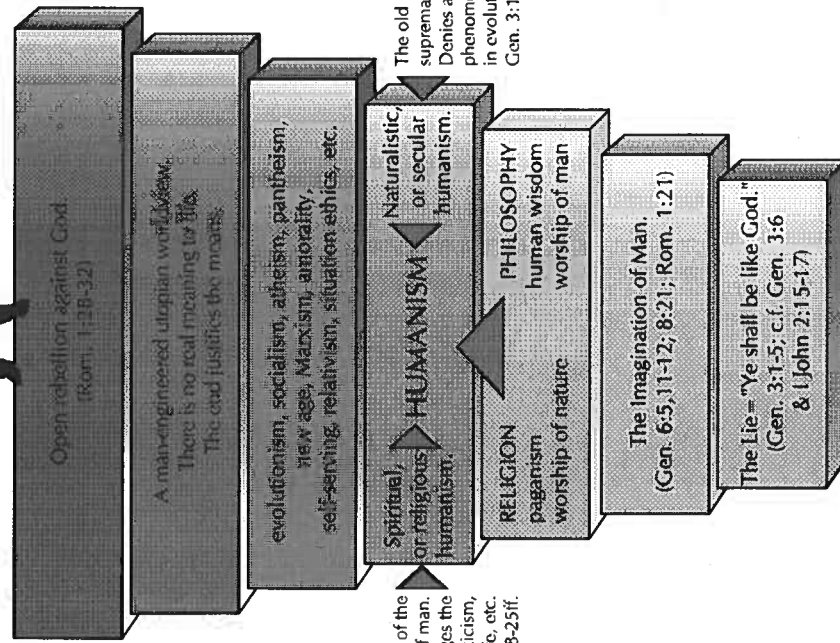 Open rebellion against God.
(Rom. 1:28-32)
A man-engineered utopian world view.
There is no real meaning to life.
The end justifies the means.
evolutionism, socialism, atheism, pantheism,
new age, Marxism, amorality,
self-serving, relativism, situation ethics, etc.
Spiritual,
or religious
humanism.
HUMANISM
Naturalistic,
or secular
humanism.
of the
f man.
ges the
icism,
e, etc.
8-25ff.
The old
suprema
Denies a
phenome
in evolut
Gen. 3:1
RELIGION
paganism
worship of nature
PHILOSOPHY
human wisdom
worship of man
The Imagination of Man.
(Gen. 6:5,11-12; 8:21; Rom. 1:21)
The Lie = "Ye shall be like God."
(Gen. 3:1-5; c.f. Gen. 3:6
& I John 2:15-17)